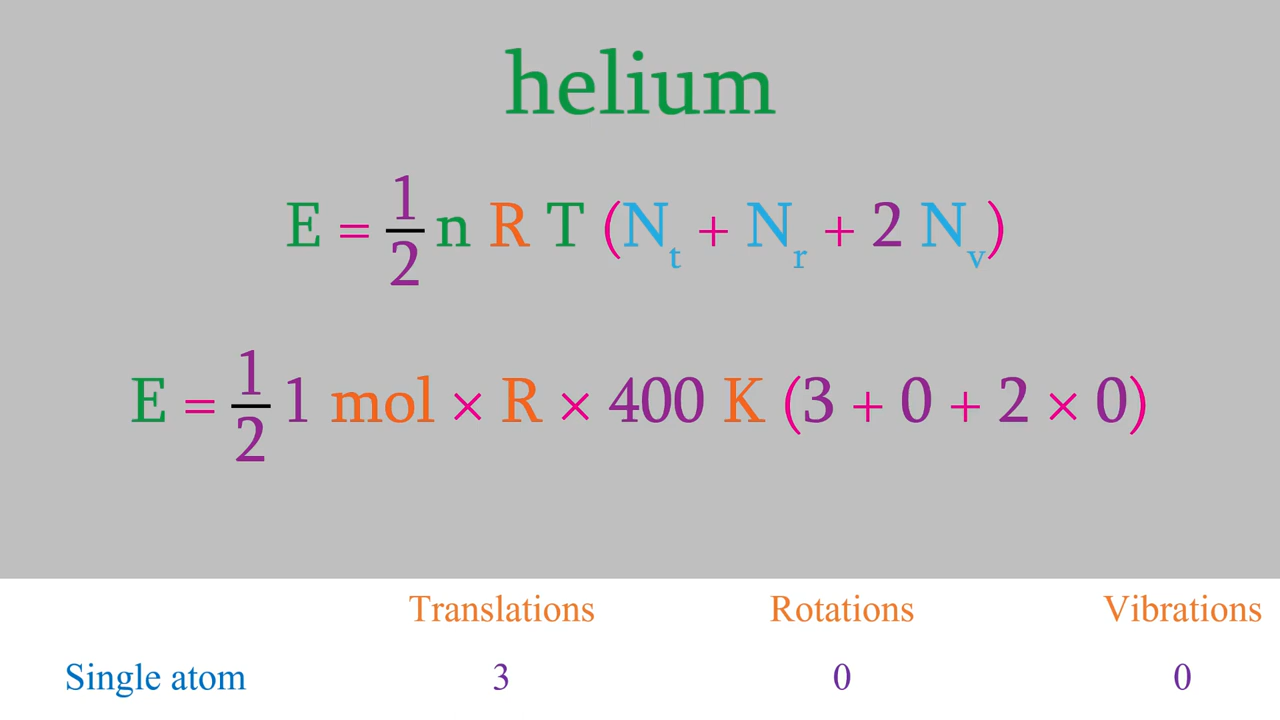 helium
E = 1/2 n R T (Nt + Nr + 2 Nv)
E = 1/2 1 mol × R × 400 K (3 + 0 + 2 × 0)
Translations Rotations Vibrations
Single atom 3 0 0